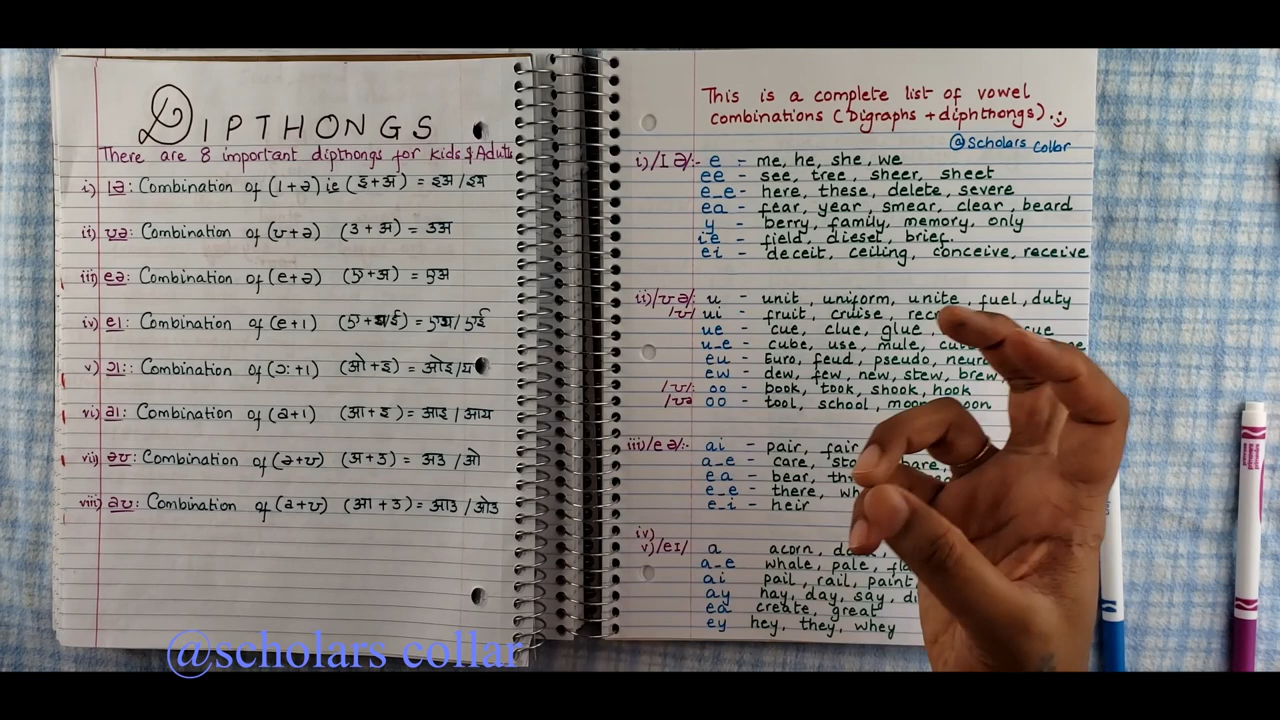 DIPTHONGS
There are 8 important dipthongs for kids & Adults
i) Iə: Combination of (I+ə) ie (इ+अ) = इअ/इय
ii) ʊə: Combination of (ʊ+ə) (उ+अ) = उअ
iii) eə: Combination of (e+ə) (ए+अ) = एअ
iv) eI: Combination of (e+I) = एय/एई
v) ɔI: Combination of (ɔ:+I) (ओ+इ) = ओइ/य
vi) aI: Combination of (a+I) (आ+इ) = आइ/आय
vii) əʊ: Combination of (ə+ʊ) (अ+उ) = अउ/ओ
viii) aʊ: Combination of (a+ʊ) (आ+उ) = आउ/ओउ
@scholars collar
This is a complete list of vowel
combinations (Digraphs + diphthongs).
@Scholars Collar
i) /I ə/:- e - me, he, she, we
ee - see, tree, sheer, sheet
e_e - here, these, delete, severe
ea - fear, year, smear, clear, beard
y - berry, family, memory, only
ie - field, diesel, brief.
ei - deceit, ceiling, conceive, receive
ii) /ʊ ə/: u - unit, uniform, unite, fuel, duty
/ʊ/: ui - fruit, cruise,
ue - cue, clue, glue,
u_e - cube, use, mule,
eu - Euro, feud, pseudo,
ew - dew, few, new, stew, brew,
/ʊ/: oo - book, took, shook, hook
/ʊə oo - tool, school,
iii) /e ə/:- ai - pair, fair
a_e - care,
ea - bear,
e_e - there,
e_i - heir
iv)
v) /eI/ a acorn,
a_e whale, pale,
ai pail, rail, paint,
ay hay, day, say,
ea create, great
ey hey, they, whey